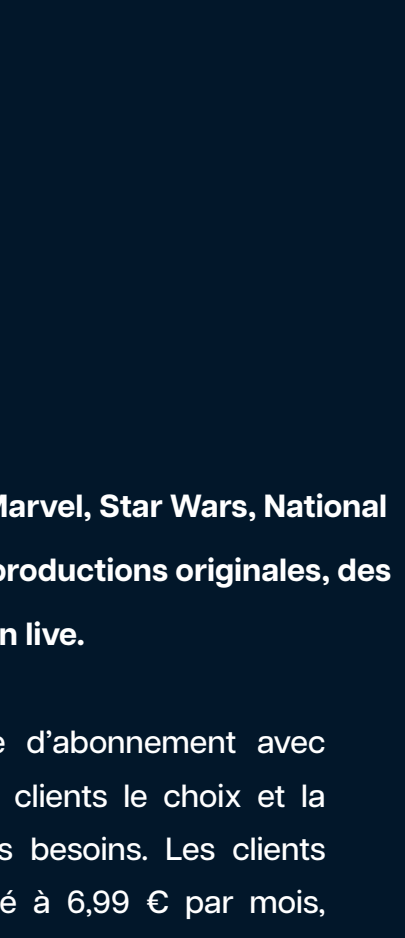 Marvel, Star Wars, National
productions originales, des
n live.
e d’abonnement avec
clients le choix et la
s besoins. Les clients
é à 6,99 € par mois,